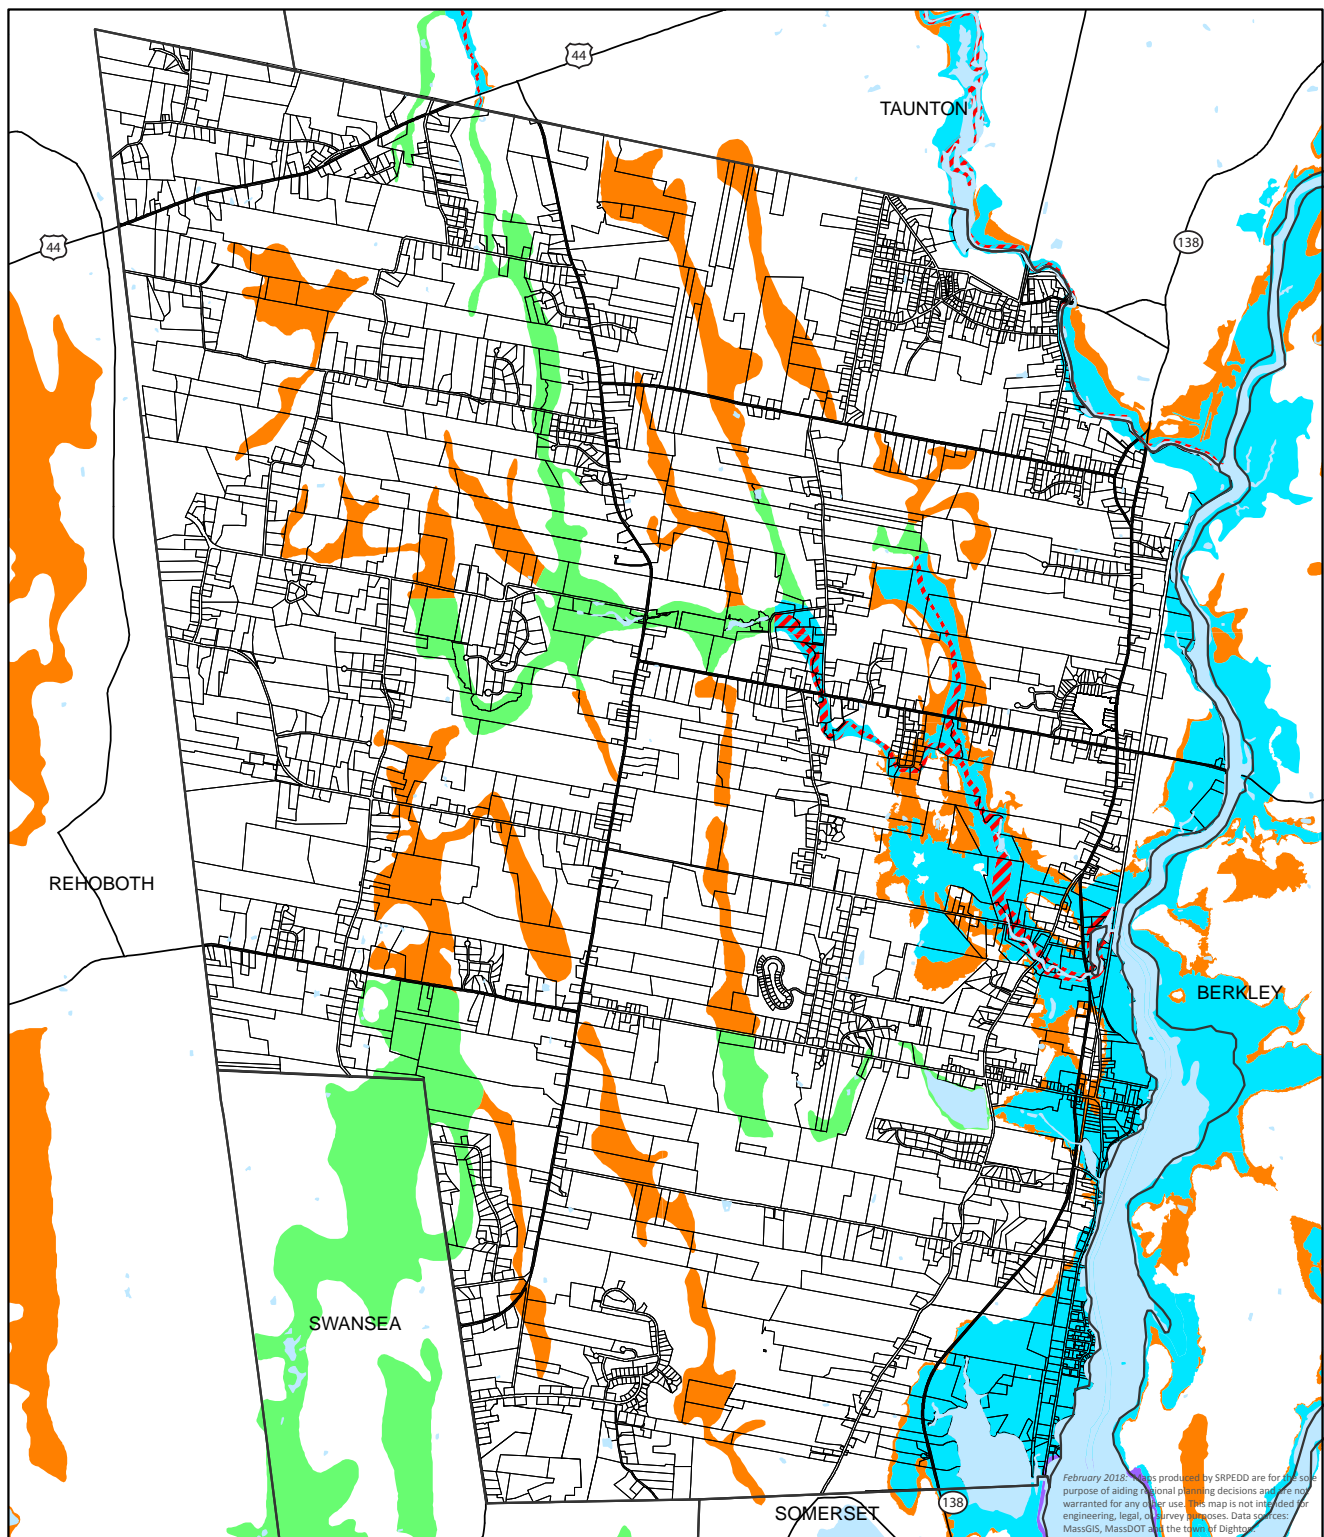 44
TAUNTON
44
138
REHOBOTH
BERKLEY
SWANSEA
SOMERSET
138
February 2018: Maps produced by SRPEDD are for the sole
purpose of aiding regional planning decisions and are not
warranted for any other use. This map is not intended for
engineering, legal, or survey purposes. Data sources:
MassGIS, MassDOT and the town of Dighton.